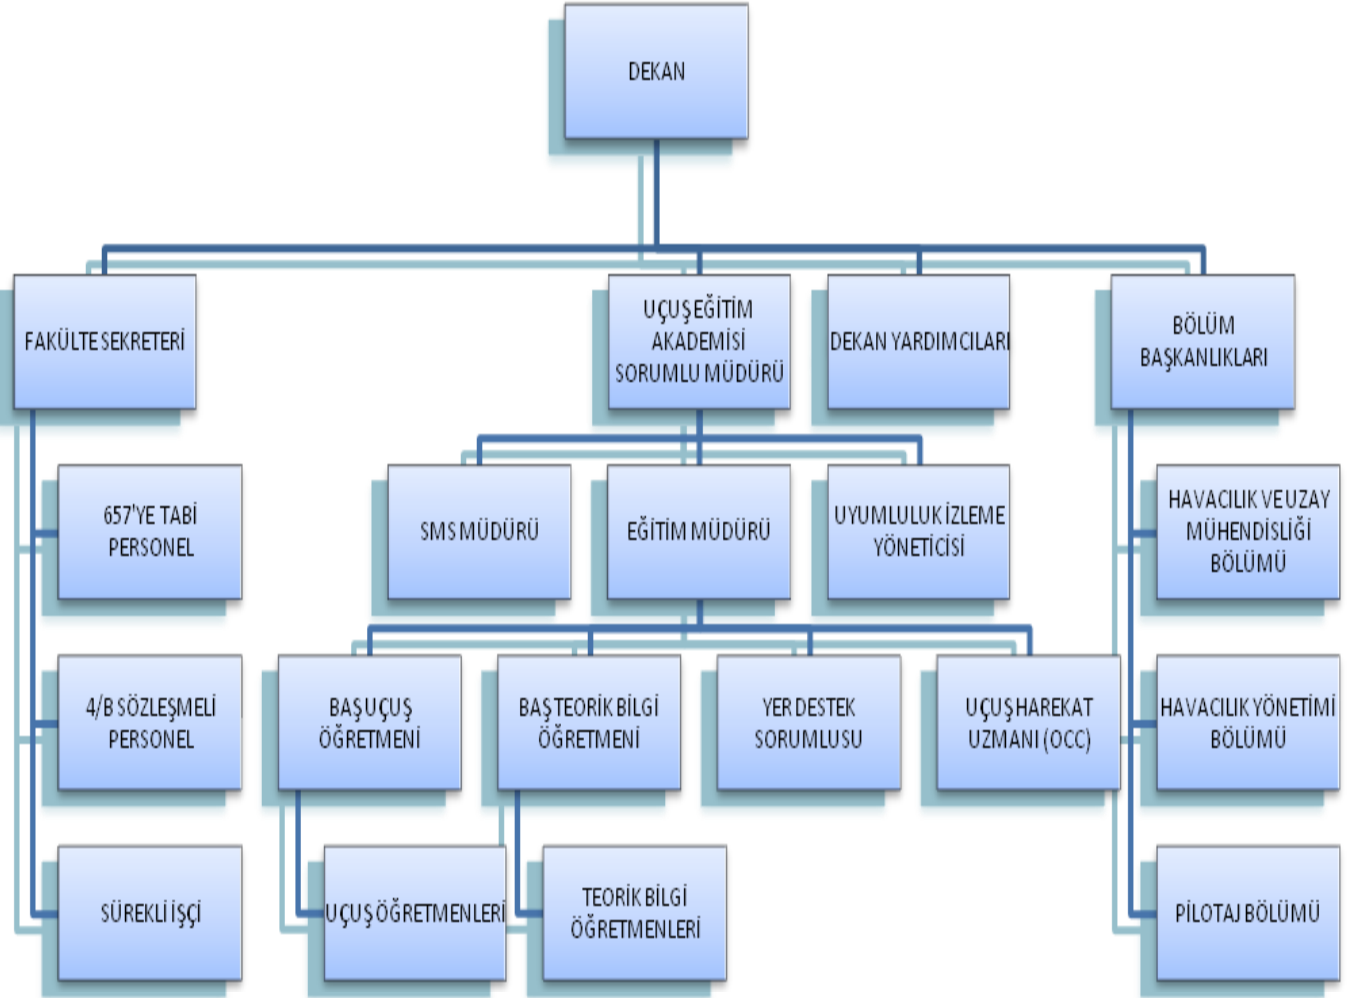 DEKAN
FAKÜLTE SEKRETERİ
UÇUŞ EĞİTİM
AKADEMİSİ
SORUMLU MÜDÜRÜ
DEKAN YARDIMCILARI
BÖLÜM
BAŞKANLIKLARI
657'YE TABİ
PERSONEL
SMS MÜDÜRÜ
EĞİTİM MÜDÜRÜ
UYUMLULUK İZLEME
YÖNETİCİSİ
HAVACILIK VE UZAY
MÜHENDİSLİĞİ
BÖLÜMÜ
4/B SÖZLEŞMELİ
PERSONEL
BAŞ UÇUŞ
ÖĞRETMENİ
BAŞ TEORİK BİLGİ
ÖĞRETMENİ
YER DESTEK
SORUMLUSU
UÇUŞ HAREKAT
UZMANI (OCC)
HAVACILIK YÖNETİMİ
BÖLÜMÜ
SÜREKLİ İŞÇİ
UÇUŞ ÖĞRETMENLERİ
TEORİK BİLGİ
ÖĞRETMENLERİ
PİLOTAJ BÖLÜMÜ